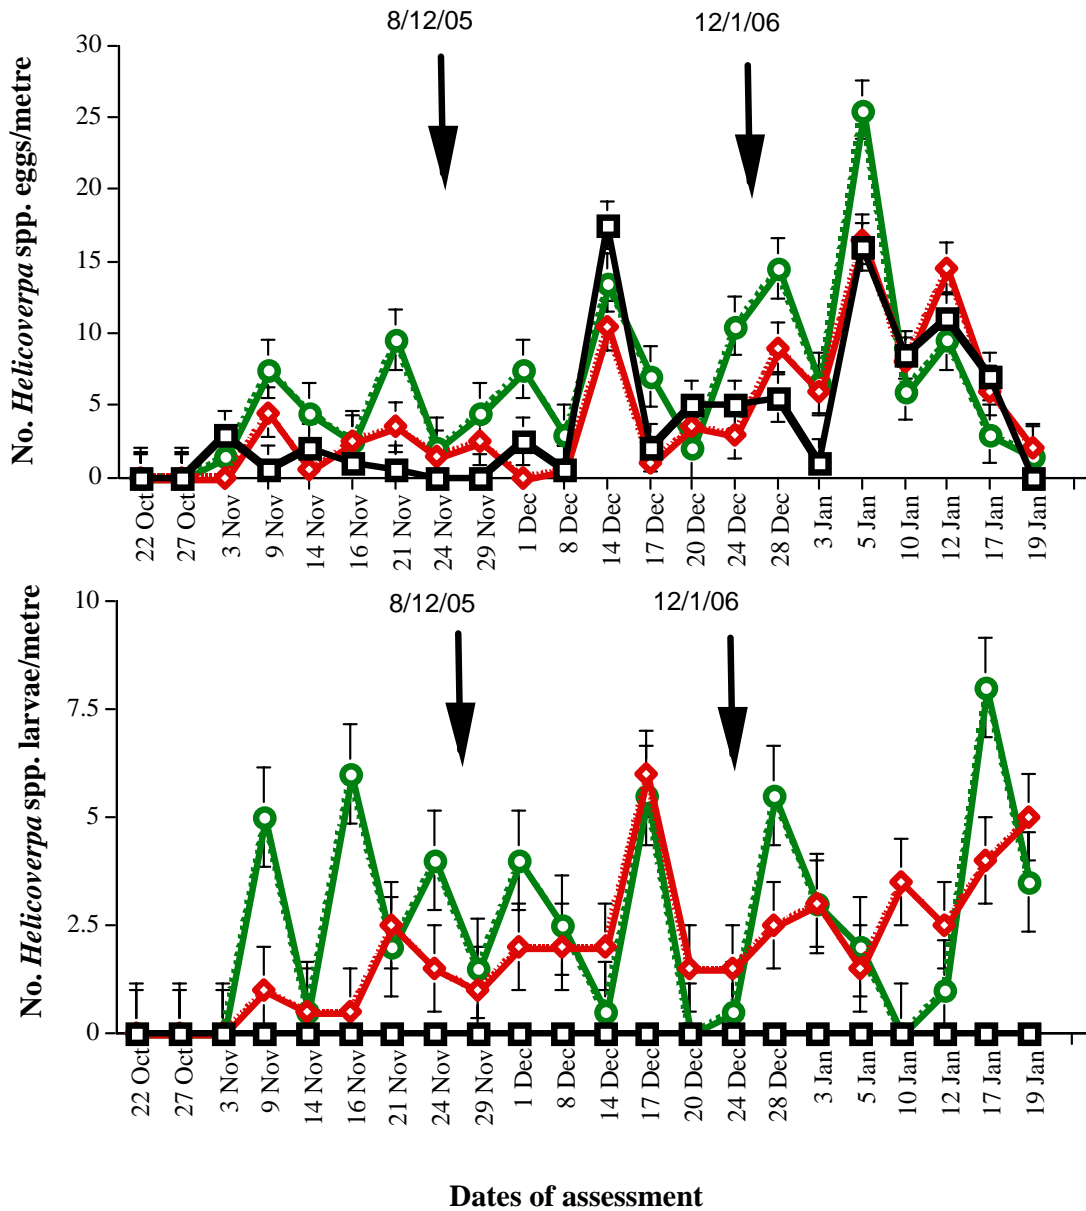 8/12/05 12/1/06
No. Helicoverpa spp. eggs/metre
30
25
20
15
10
5
0
22 Oct 27 Oct 3 Nov 9 Nov 14 Nov 16 Nov 21 Nov 24 Nov 29 Nov 1 Dec 8 Dec 14 Dec 17 Dec 20 Dec 24 Dec 28 Dec 3 Jan 5 Jan 10 Jan 12 Jan 17 Jan 19 Jan
8/12/05 12/1/06
No. Helicoverpa spp. larvae/metre
10
7.5
5
2.5
0
22 Oct 27 Oct 3 Nov 9 Nov 14 Nov 16 Nov 21 Nov 24 Nov 29 Nov 1 Dec 8 Dec 14 Dec 17 Dec 20 Dec 24 Dec 28 Dec 3 Jan 5 Jan 10 Jan 12 Jan 17 Jan 19 Jan
Dates of assessment